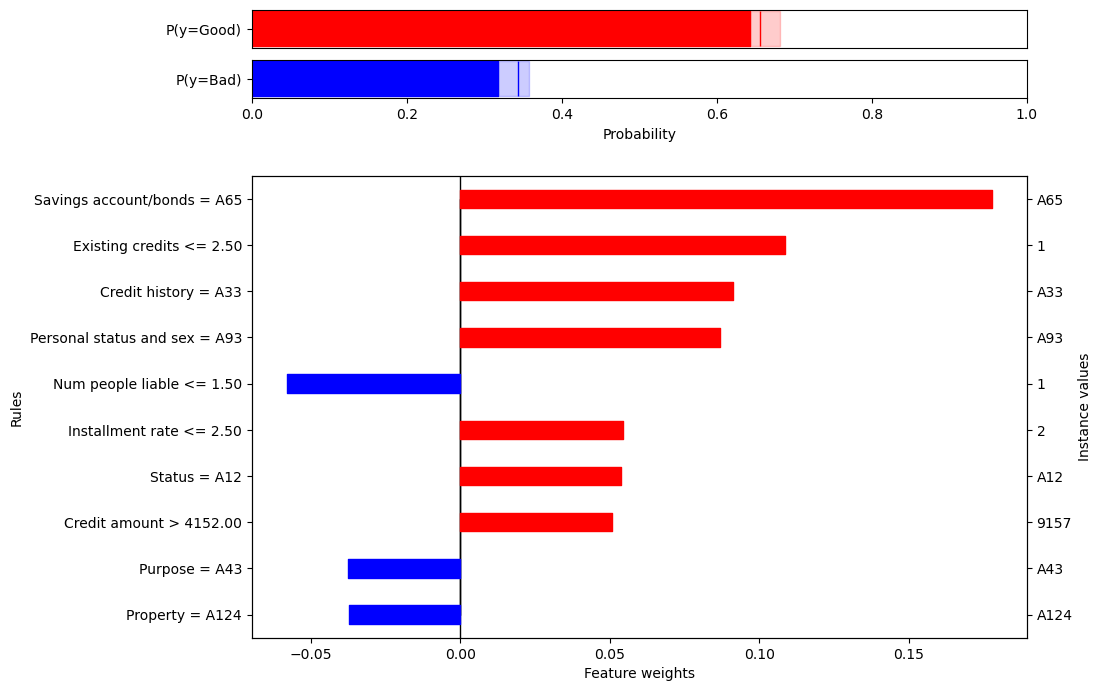 P(y=Good)
P(y=Bad)
0.0 0.2 0.4 0.6 0.8 1.0
Probability
Savings account/bonds = A65 A65
Existing credits <= 2.50 1
Credit history = A33 A33
Personal status and sex = A93 A93
Num people liable <= 1.50 1
Installment rate <= 2.50 2
Status = A12 A12
Credit amount > 4152.00 9157
Purpose = A43 A43
Property = A124 A124
Rules
Instance values
−0.05 0.00 0.05 0.10 0.15
Feature weights